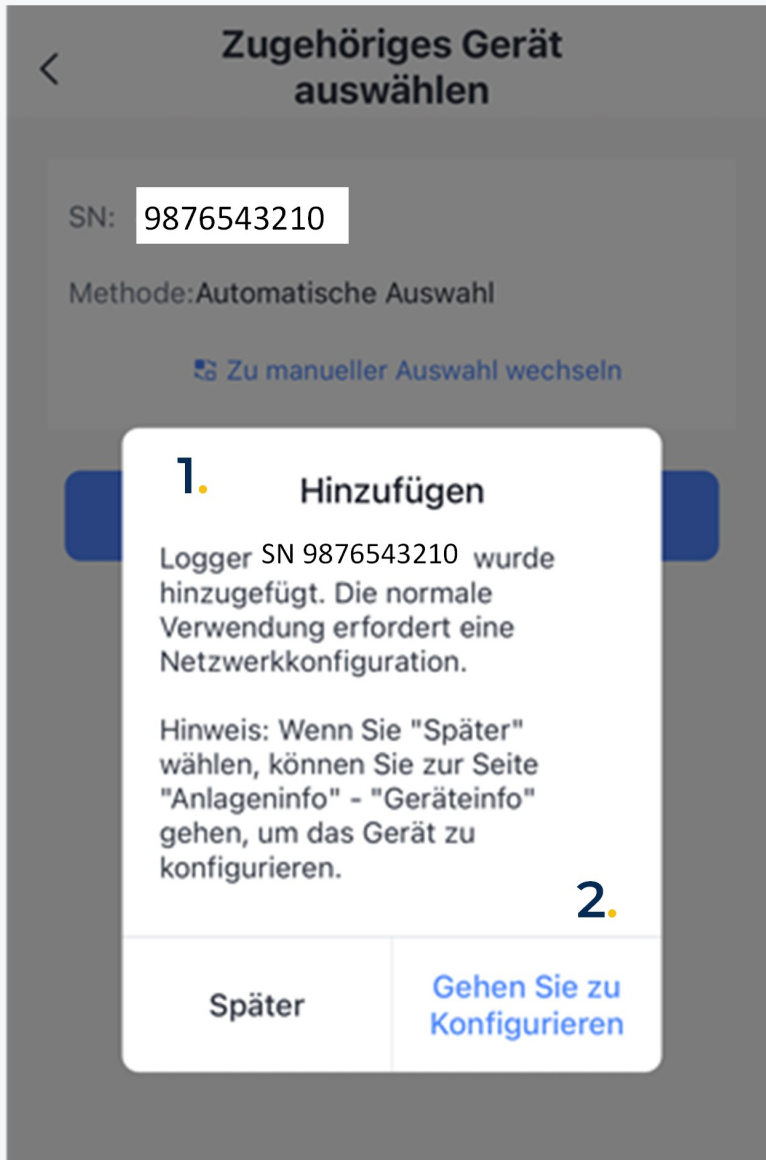 Zugehöriges Gerät
auswählen
SN: 9876543210
Methode:Automatische Auswahl
Zu manueller Auswahl wechseln
1.
Hinzufügen
Logger SN 9876543210 wurde
hinzugefügt. Die normale
Verwendung erfordert eine
Netzwerkkonfiguration.
Hinweis: Wenn Sie "Später"
wählen, können Sie zur Seite
"Anlageninfo" - "Geräteinfo"
gehen, um das Gerät zu
konfigurieren.
2.
Später
Gehen Sie zu
Konfigurieren